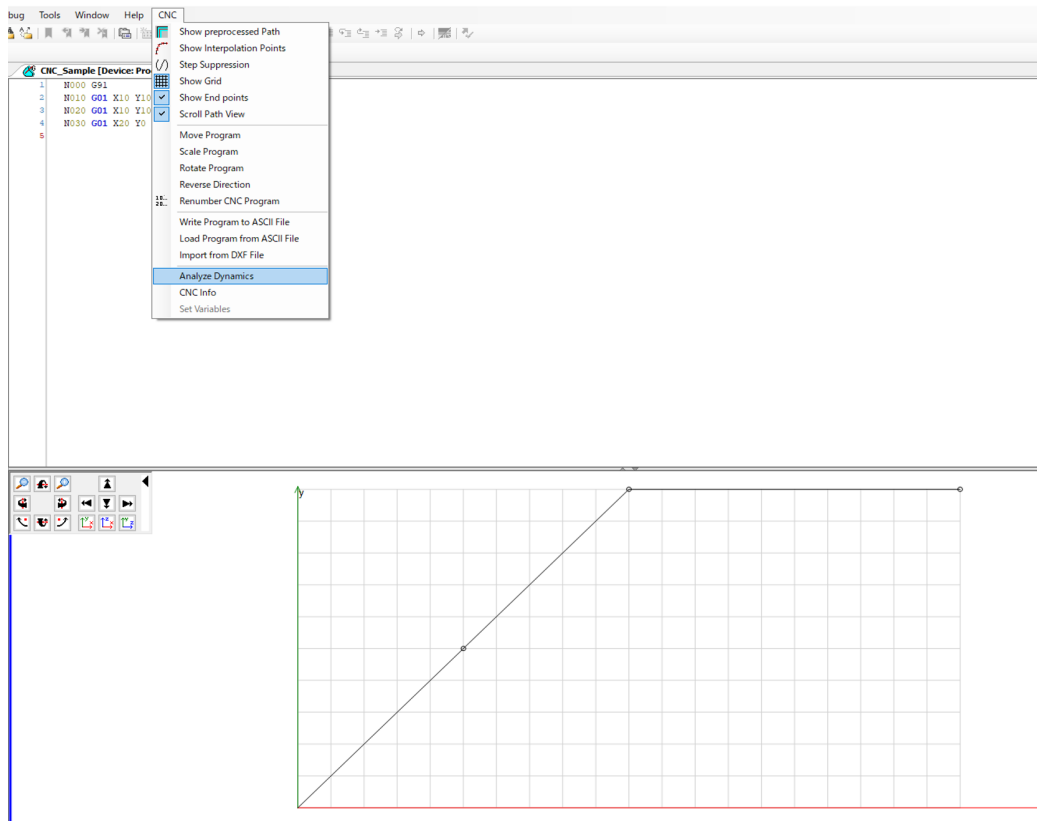 bug Tools Window Help CNC
CNC_Sample [Device: Pro
1 N000 G91
2 N010 G01 X10 Y10
3 N020 G01 X10 Y10
4 N030 G01 X20 Y0
5
Show preprocessed Path
Show Interpolation Points
Step Suppression
Show Grid
Show End points
Scroll Path View
Move Program
Scale Program
Rotate Program
Reverse Direction
Renumber CNC Program
Write Program to ASCII File
Load Program from ASCII File
Import from DXF File
Analyze Dynamics
CNC Info
Set Variables
y